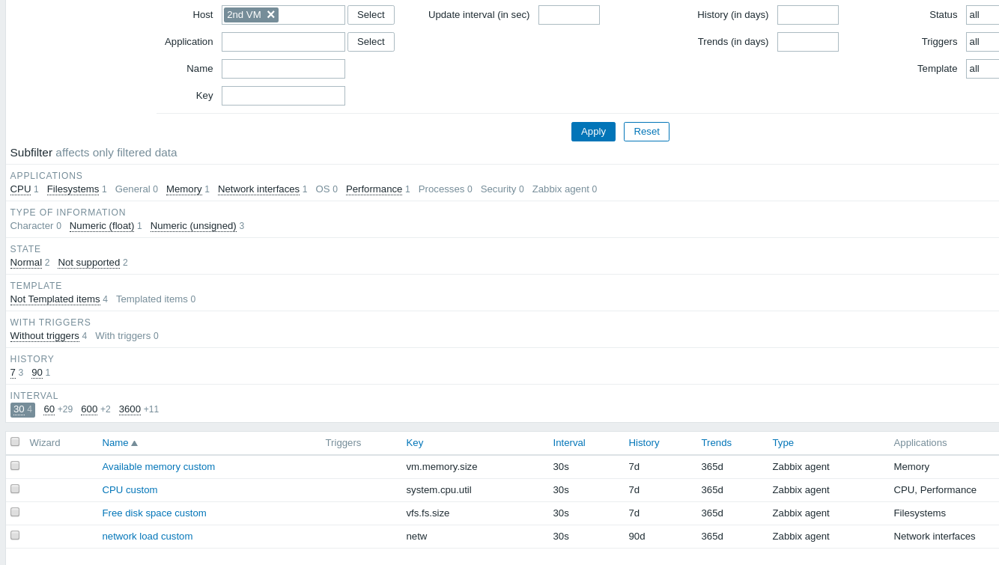 Host 2nd VM Select Update interval (in sec) History (in days) Status all
Application Select Trends (in days) Triggers all
Name Template all
Key
Apply Reset
Subfilter affects only filtered data
APPLICATIONS
CPU 1 Filesystems 1 General 0 Memory 1 Network interfaces 1 OS 0 Performance 1 Processes 0 Security 0 Zabbix agent 0
TYPE OF INFORMATION
Character 0 Numeric (float) 1 Numeric (unsigned) 3
STATE
Normal 2 Not supported 2
TEMPLATE
Not Templated items 4 Templated items 0
WITH TRIGGERS
Without triggers 4 With triggers 0
HISTORY
7 3 90 1
INTERVAL
30 4 60 +29 600 +2 3600 +11
Wizard Name Triggers Key Interval History Trends Type Applications
Available memory custom vm.memory.size 30s 7d 365d Zabbix agent Memory
CPU custom system.cpu.util 30s 7d 365d Zabbix agent CPU, Performance
Free disk space custom vfs.fs.size 30s 7d 365d Zabbix agent Filesystems
network load custom netw 30s 90d 365d Zabbix agent Network interfaces